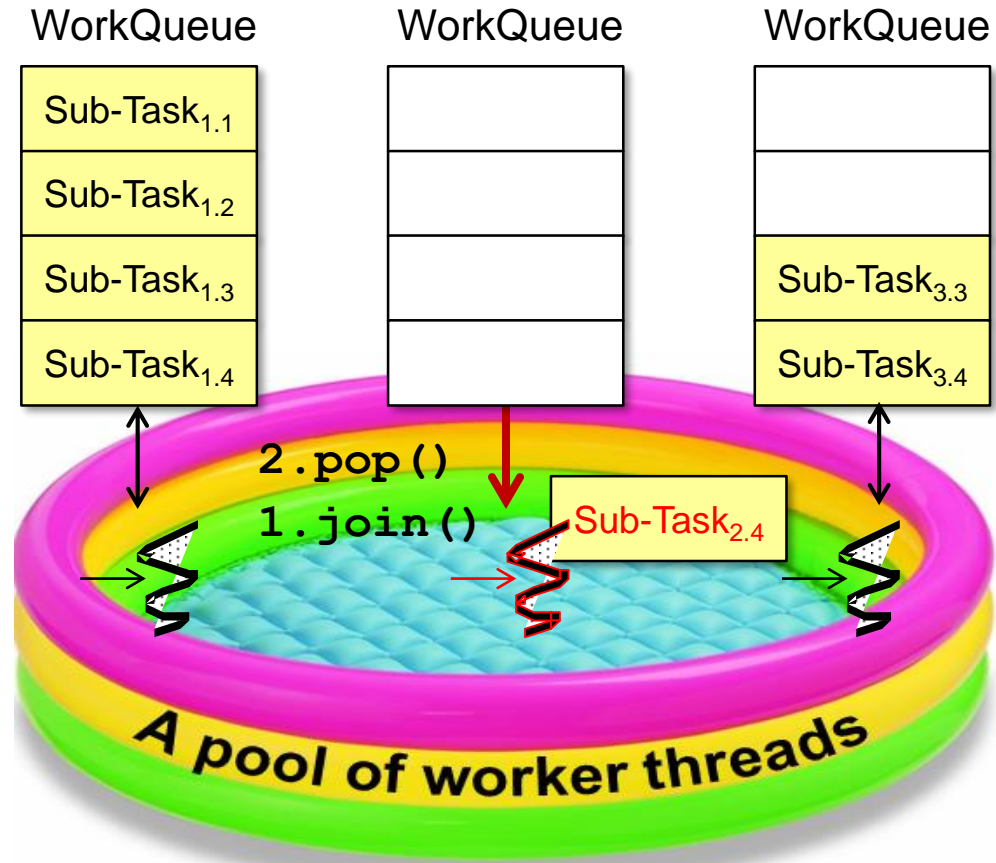 WorkQueue WorkQueue WorkQueue
Sub-Task1.1
Sub-Task1.2
Sub-Task1.3 Sub-Task3.3
Sub-Task1.4 Sub-Task3.4
2.pop()
1.join() Sub-Task2.4
A pool of worker threads